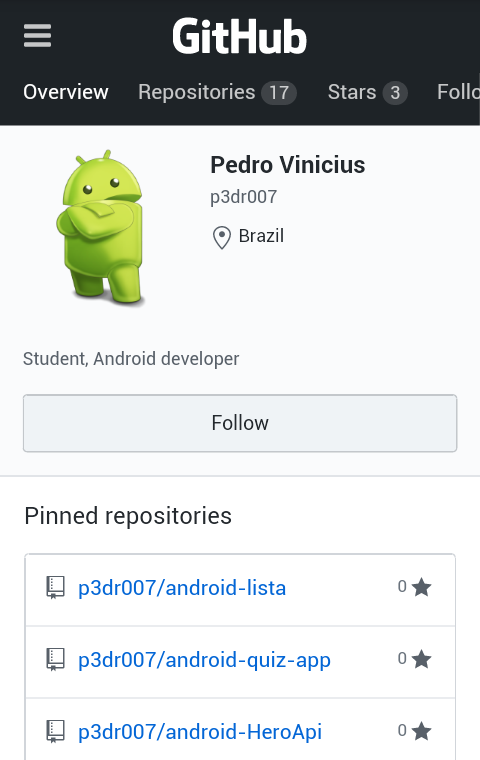 GitHub
Overview Repositories 17 Stars 3 Follo
Pedro Vinicius
p3dr007
Brazil
Student, Android developer
Follow
Pinned repositories
p3dr007/android-lista 0
p3dr007/android-quiz-app 0
p3dr007/android-HeroApi 0